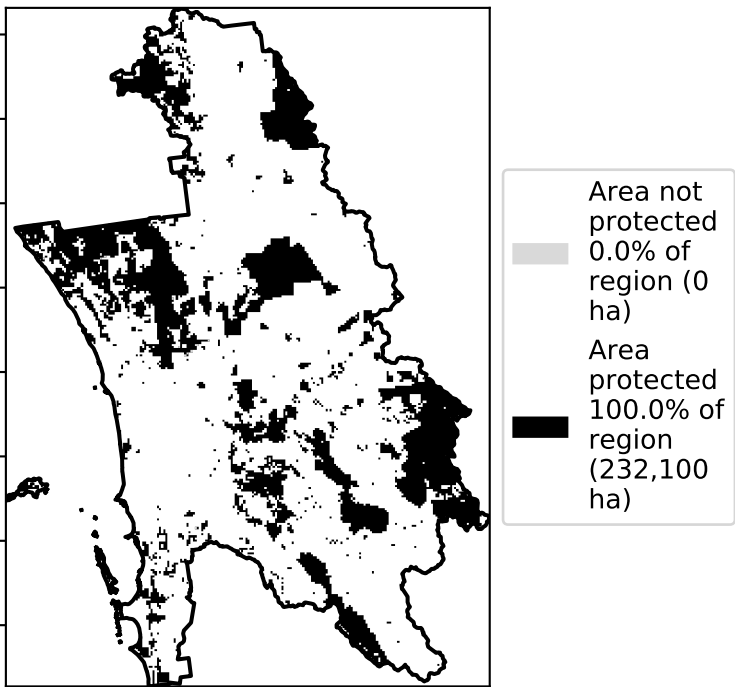 Area not
protected
0.0% of
region (0
ha)
Area
protected
100.0% of
region
(232,100
ha)